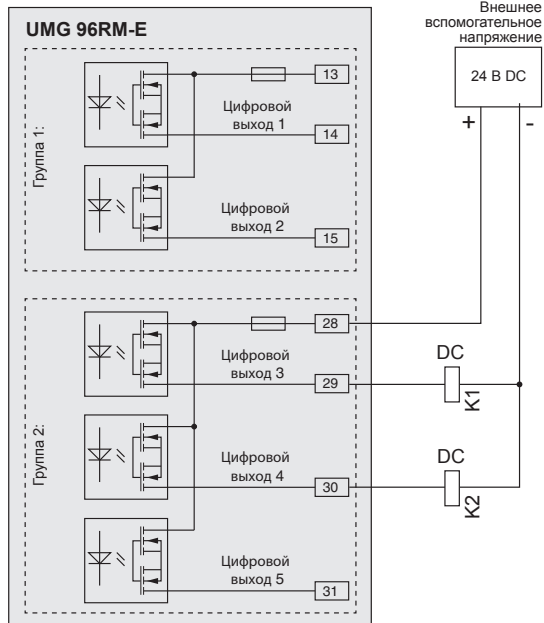 Внешнее
вспомогательное
напряжение
UMG 96RM-E
24 В DC
+
-
Группа 1:
13
Цифровой
выход 1
14
Цифровой
выход 2
15
Группа 2:
28
Цифровой
выход 3
29
DC
K1
Цифровой
выход 4
30
DC
K2
Цифровой
выход 5
31